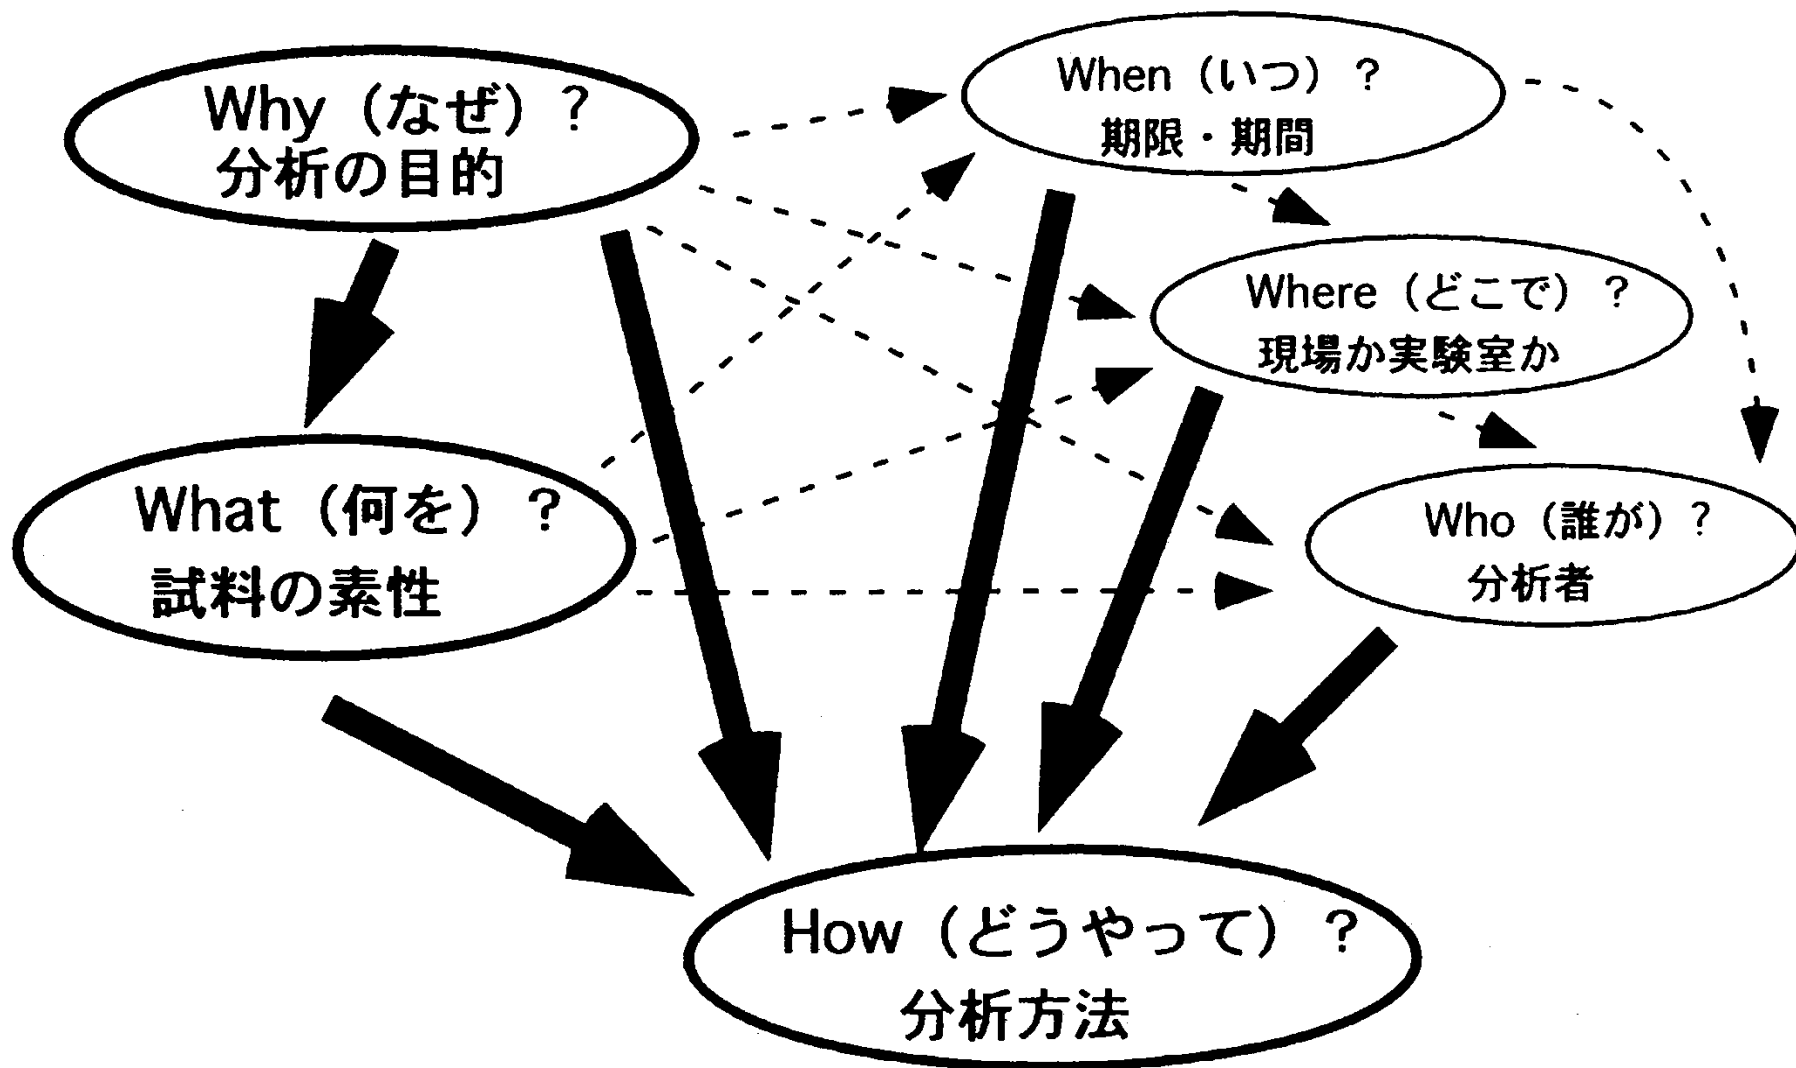 Why（なぜ）？
分析の目的
When（いつ）？
期限・期間
Where（どこで）？
現場か実験室か
What（何を）？
試料の素性
Who（誰が）？
分析者
How（どうやって）？
分析方法